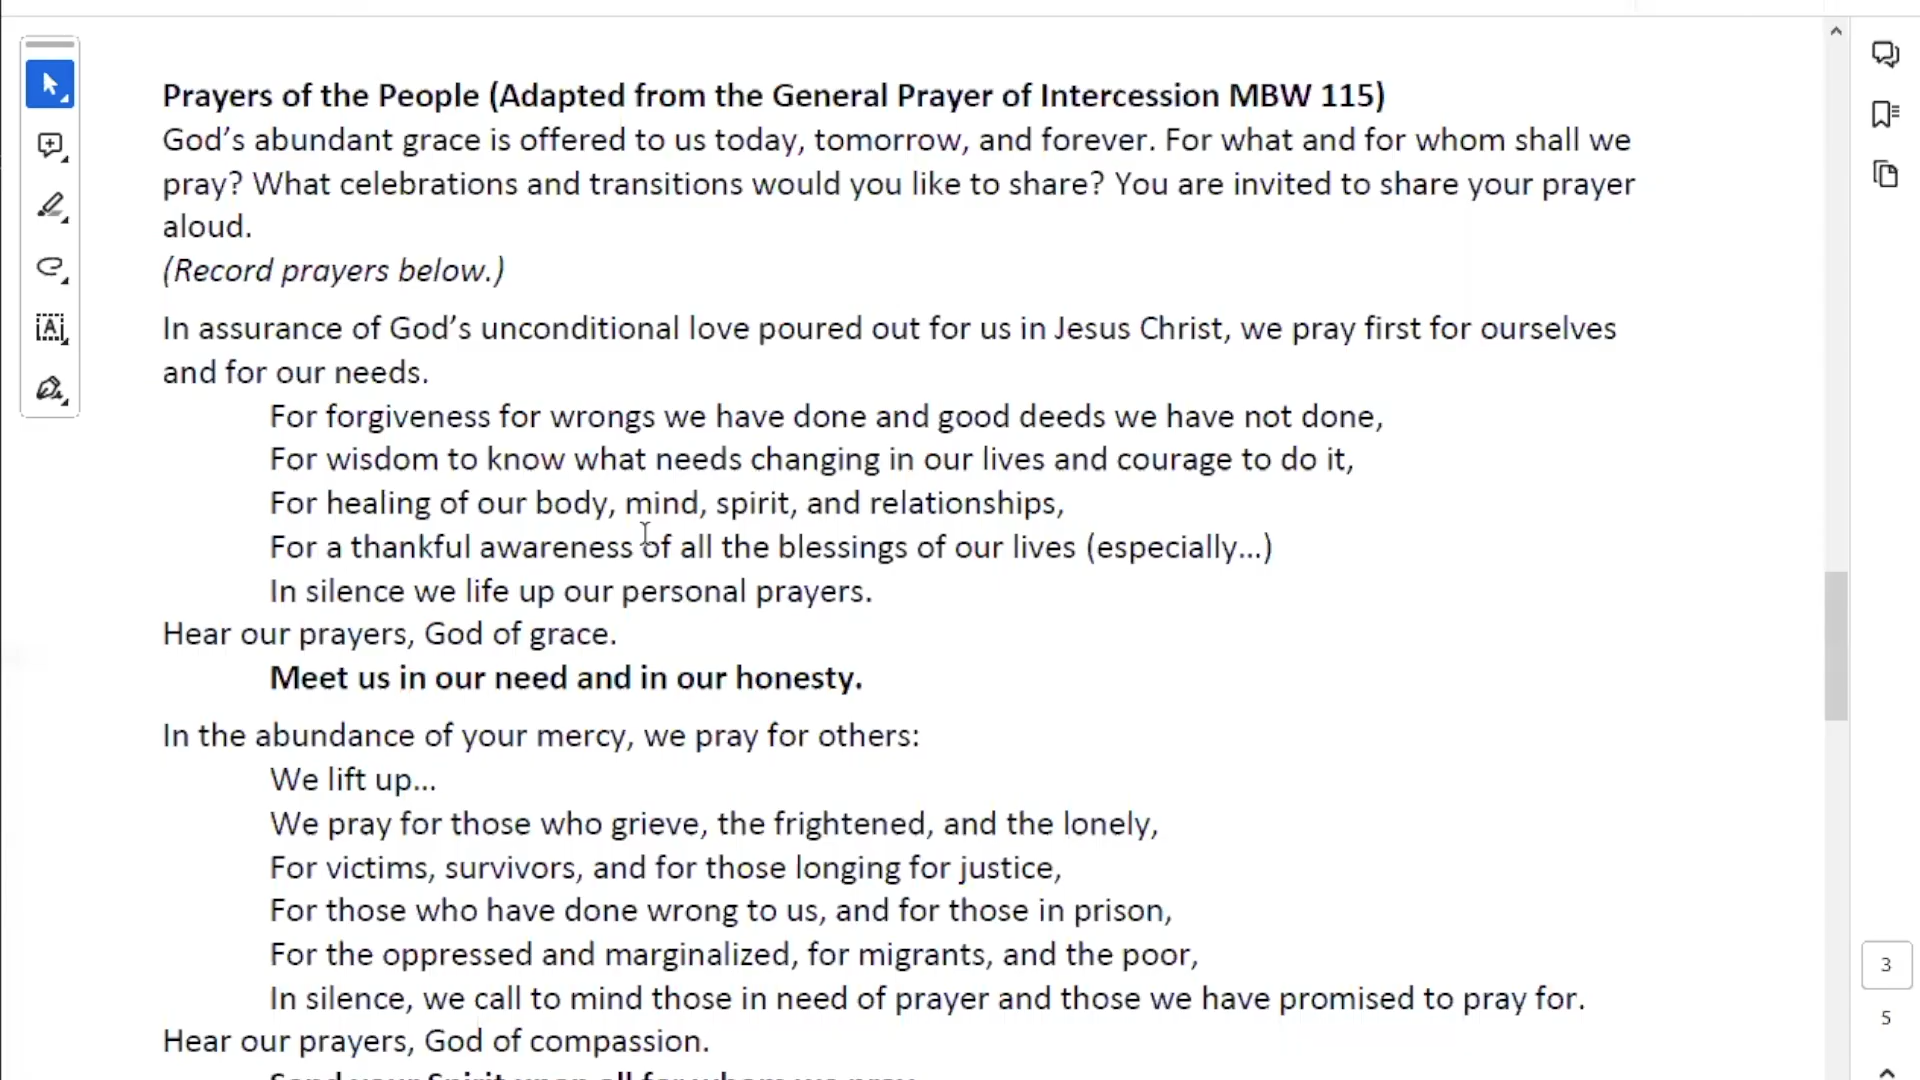 Prayers of the People (Adapted from the General Prayer of Intercession MBW 115)
God's abundant grace is offered to us today, tomorrow, and forever. For what and for whom shall we
pray? What celebrations and transitions would you like to share? You are invited to share your prayer
aloud.
(Record prayers below.)
In assurance of God's unconditional love poured out for us in Jesus Christ, we pray first for ourselves
and for our needs.
For forgiveness for wrongs we have done and good deeds we have not done,
For wisdom to know what needs changing in our lives and courage to do it,
For healing of our body, mind, spirit, and relationships,
For a thankful awareness of all the blessings of our lives (especially...)
In silence we life up our personal prayers.
Hear our prayers, God of grace.
Meet us in our need and in our honesty.
In the abundance of your mercy, we pray for others:
We lift up...
We pray for those who grieve, the frightened, and the lonely,
For victims, survivors, and for those longing for justice,
For those who have done wrong to us, and for those in prison,
For the oppressed and marginalized, for migrants, and the poor,
In silence, we call to mind those in need of prayer and those we have promised to pray for.
Hear our prayers, God of compassion.
Send your Spirit upon all for whom we pray
3
5